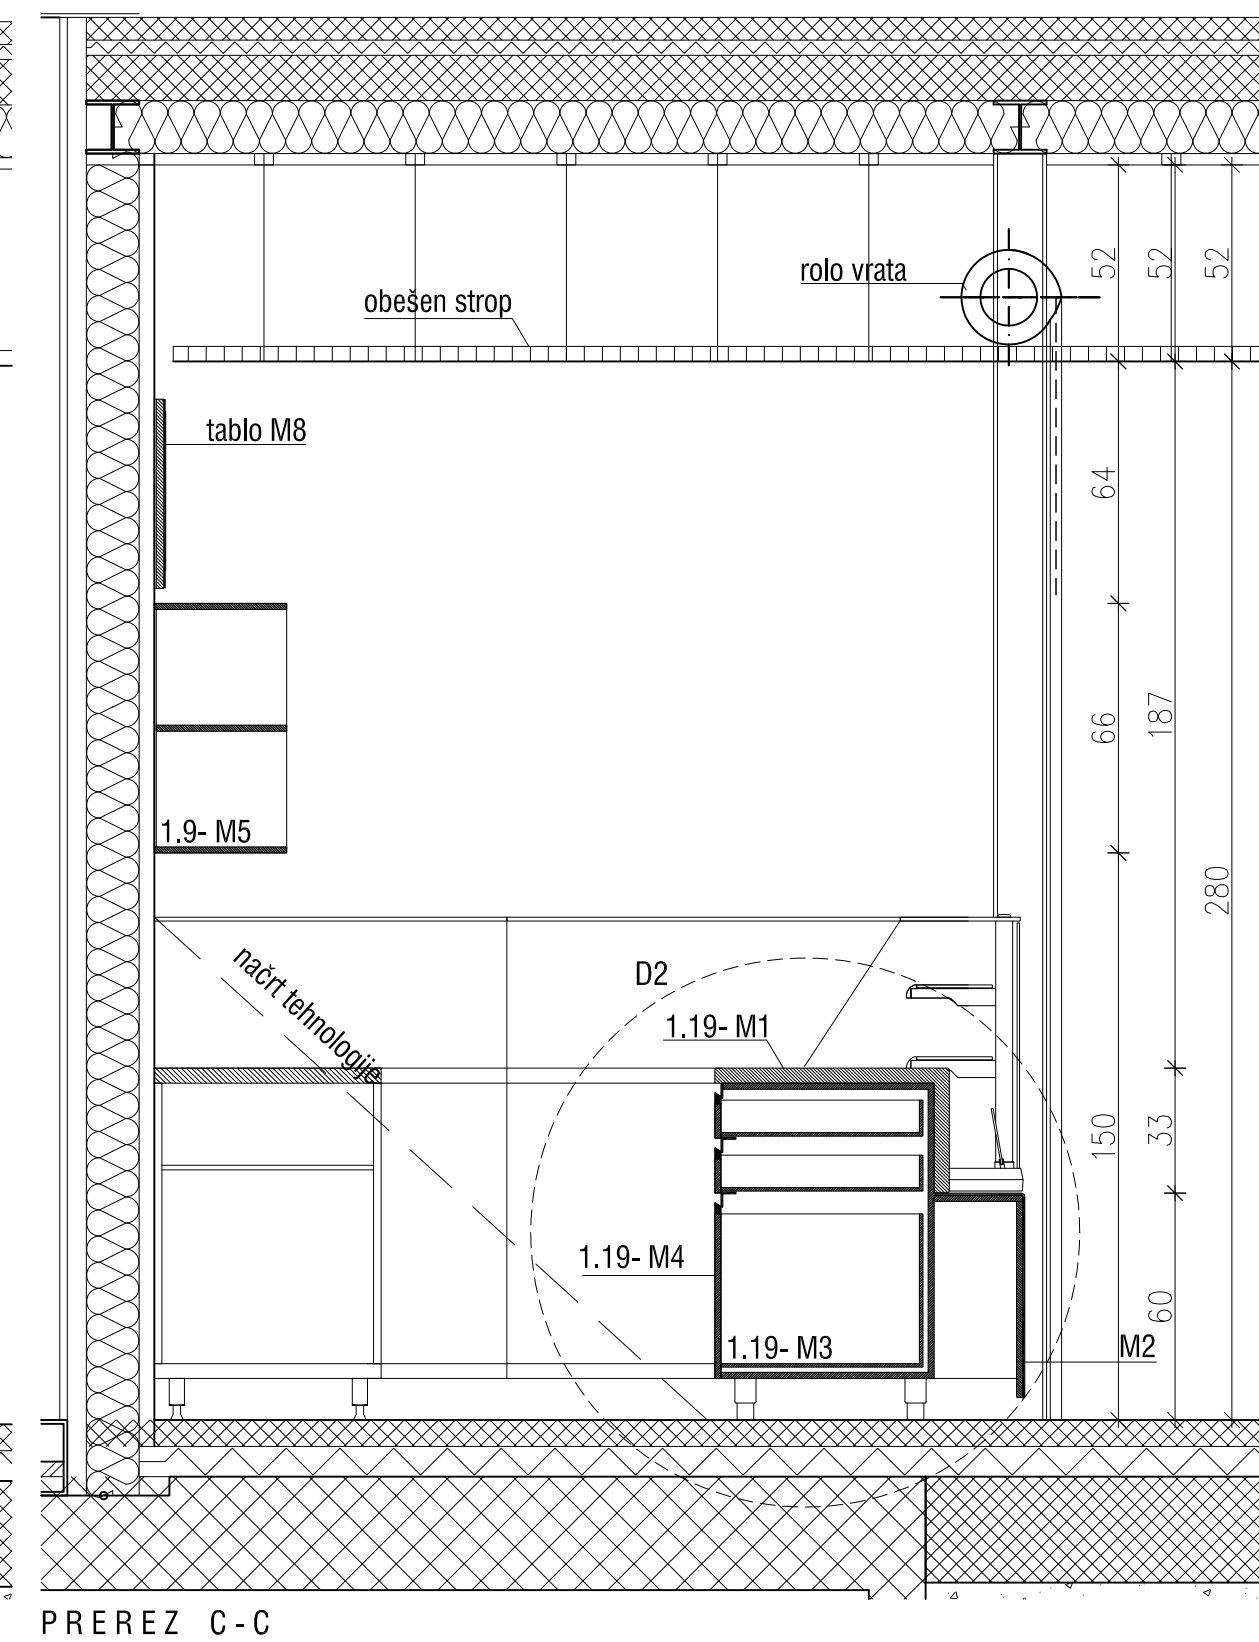 rolo vrata
obešen strop
52
52
52
tablo M8
64
66
187
1.9- M5
280
načrt tehnologije
D2
1.19- M1
150
33
1.19- M4
60
1.19- M3
M2
PREREZ C-C